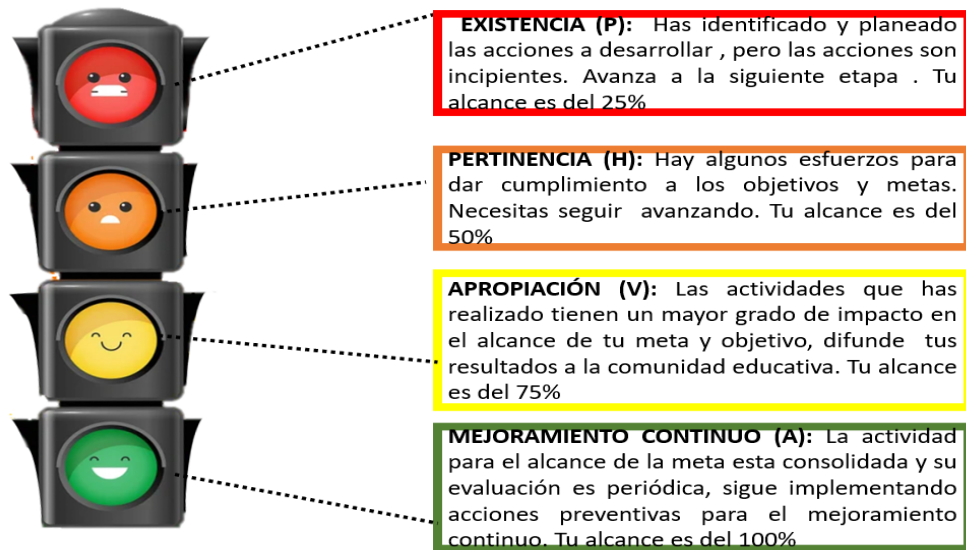 EXISTENCIA (P): Has identificado y planeado
las acciones a desarrollar , pero las acciones son
incipientes. Avanza a la siguiente etapa . Tu
alcance es del 25%
PERTINENCIA (H): Hay algunos esfuerzos para
dar cumplimiento a los objetivos y metas.
Necesitas seguir avanzando. Tu alcance es del
50%
APROPIACIÓN (V): Las actividades que has
realizado tienen un mayor grado de impacto en
el alcance de tu meta y objetivo, difunde tus
resultados a la comunidad educativa. Tu alcance
es del 75%
MEJORAMIENTO CONTINUO (A): La actividad
para el alcance de la meta esta consolidada y su
evaluación es periódica, sigue implementando
acciones preventivas para el mejoramiento
continuo. Tu alcance es del 100%